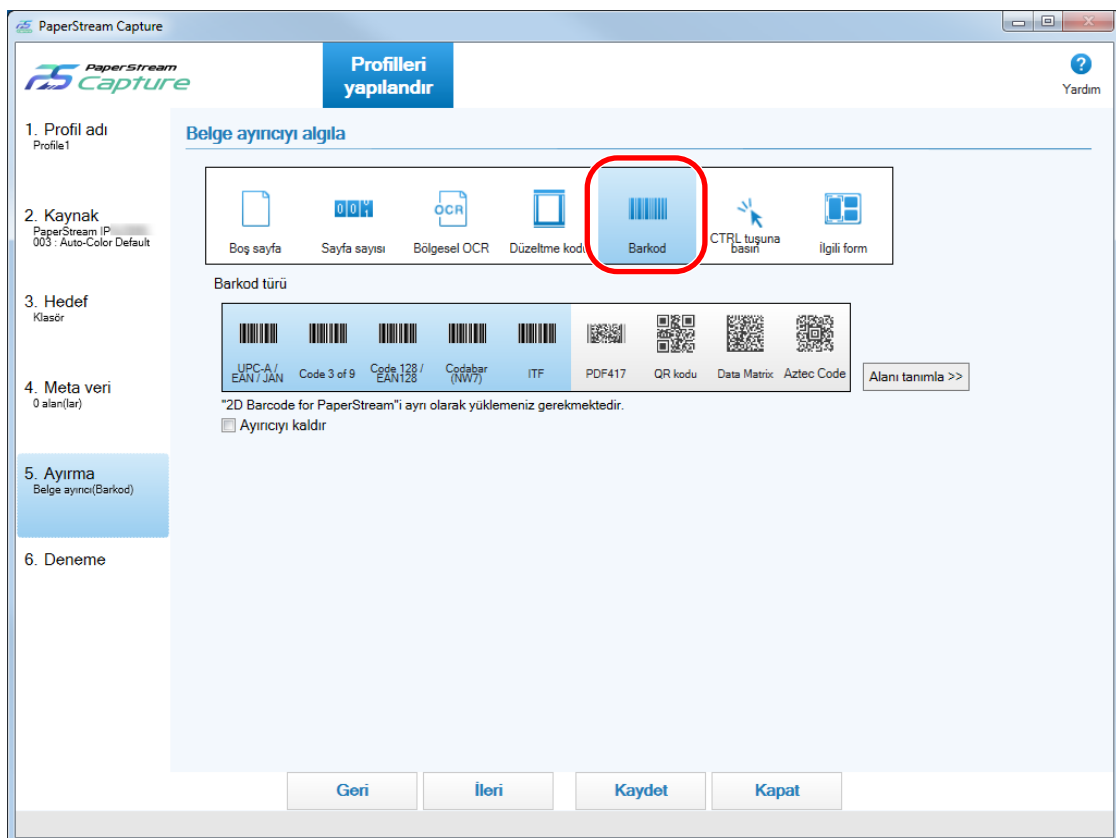 PaperStream Capture
PaperStream
Capture
Profilleri
yapılandır
?
Yardım
1. Profil adı
Profile1
2. Kaynak
PaperStream IP
003 : Auto-Color Default
3. Hedef
Klasör
4. Meta veri
0 alan(lar)
5. Ayırma
Belge ayırıcı(Barkod)
6. Deneme
Belge ayırıcıyı algıla
Boş sayfa
Sayfa sayısı
OCR
Bölgesel OCR
Düzeltme kodu
Barkod
CTRL tuşuna
basın
İlgili form
Barkod türü
UPC-A /
EAN / JAN
Code 3 of 9
Code 128 /
EAN128
Codabar
(NW7)
ITF
PDF417
QR kodu
Data Matrix
Aztec Code
Alanı tanımla >>
"2D Barcode for PaperStream"i ayrı olarak yüklemeniz gerekmektedir.
Ayırıcıyı kaldır
Geri
İleri
Kaydet
Kapat